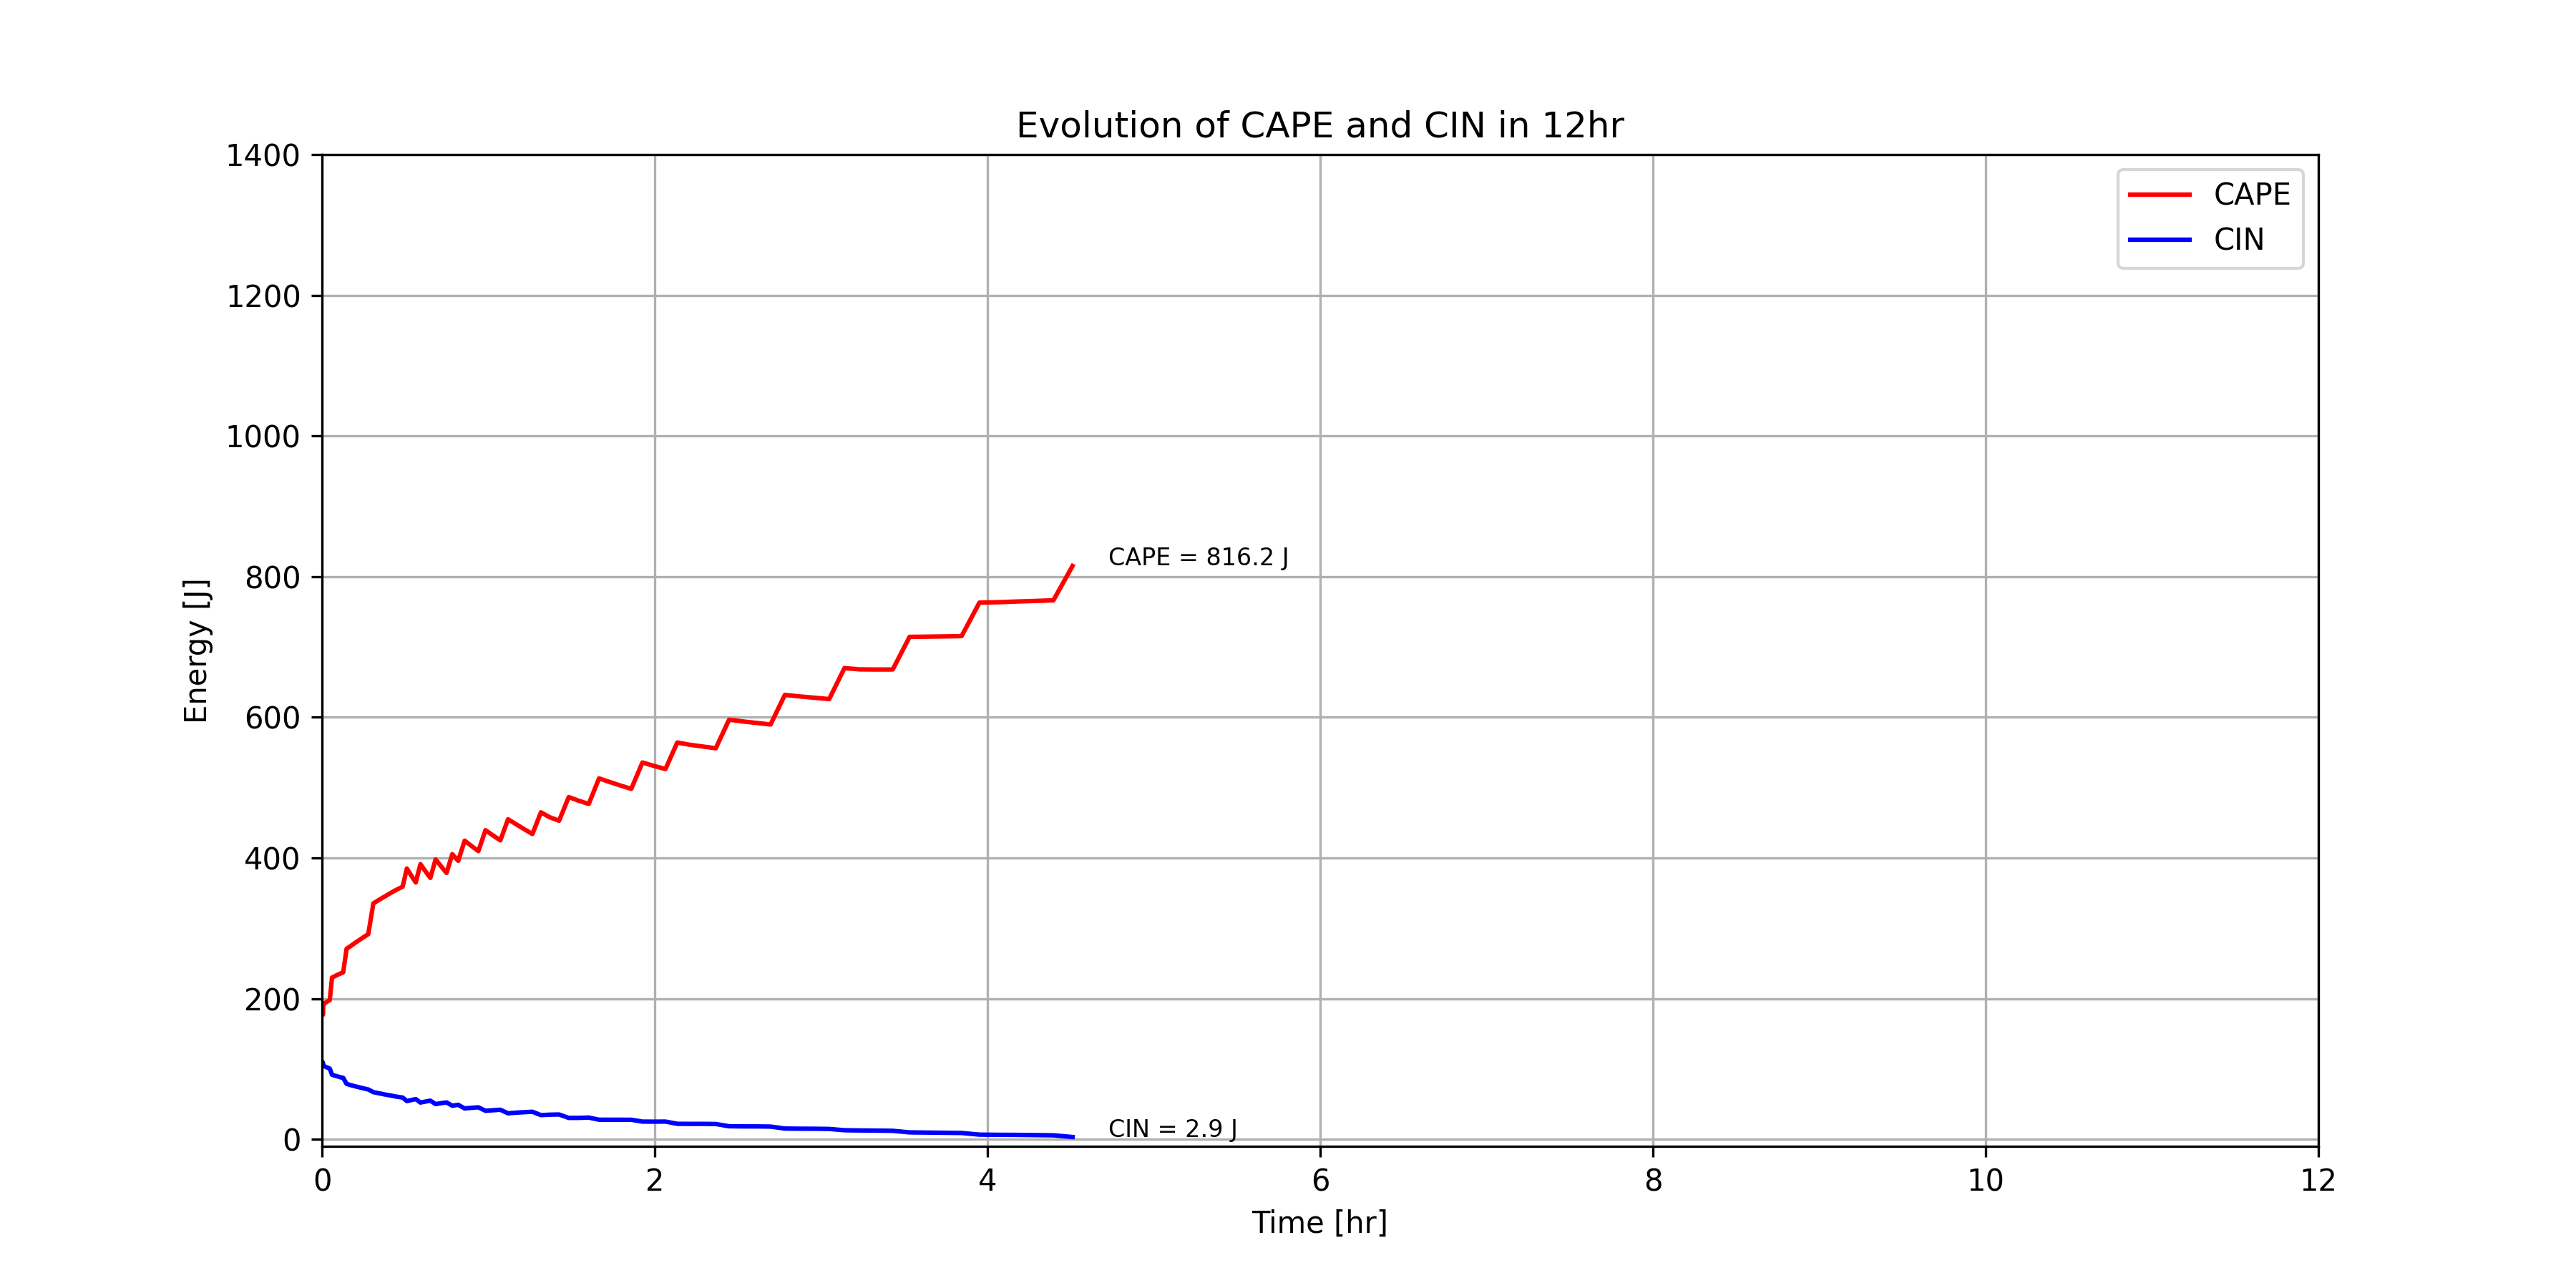 Evolution of CAPE and CIN in 12hr
1400
1200
1000
800
600
400
200
0
Energy [J]
CAPE
CIN
CAPE = 816.2 J
CIN = 2.9 J
0 2 4 6 8 10 12
Time [hr]